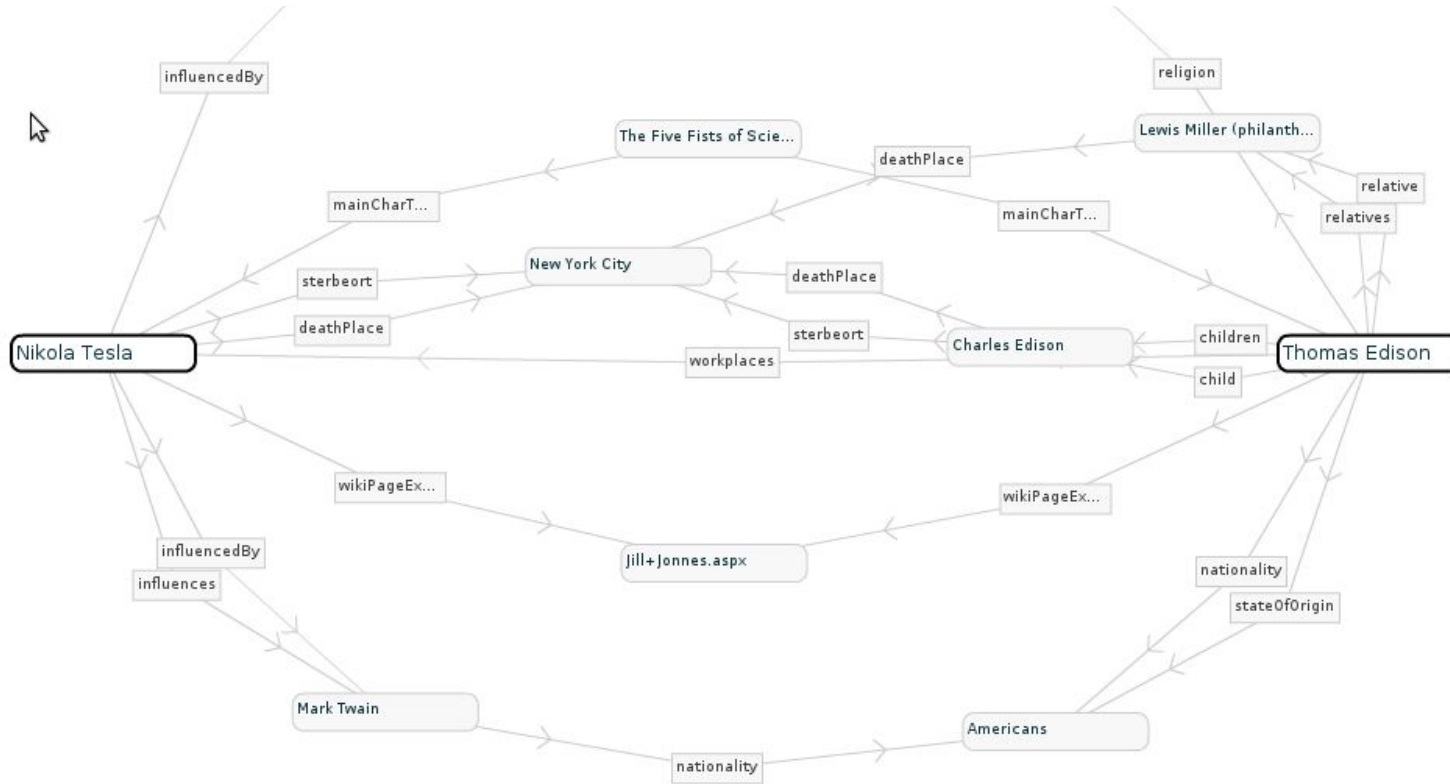 influencedBy
religion
The Five Fists of Scie...
Lewis Miller (philanth...
deathPlace
relative
mainCharT...
mainCharT...
relatives
New York City
sterbeort
deathPlace
deathPlace
sterbeort
children
Nikola Tesla
Charles Edison
Thomas Edison
workplaces
child
wikiPageEx...
wikiPageEx...
influencedBy
Jill+Jonnes.aspx
nationality
influences
stateOfOrigin
Mark Twain
Americans
nationality